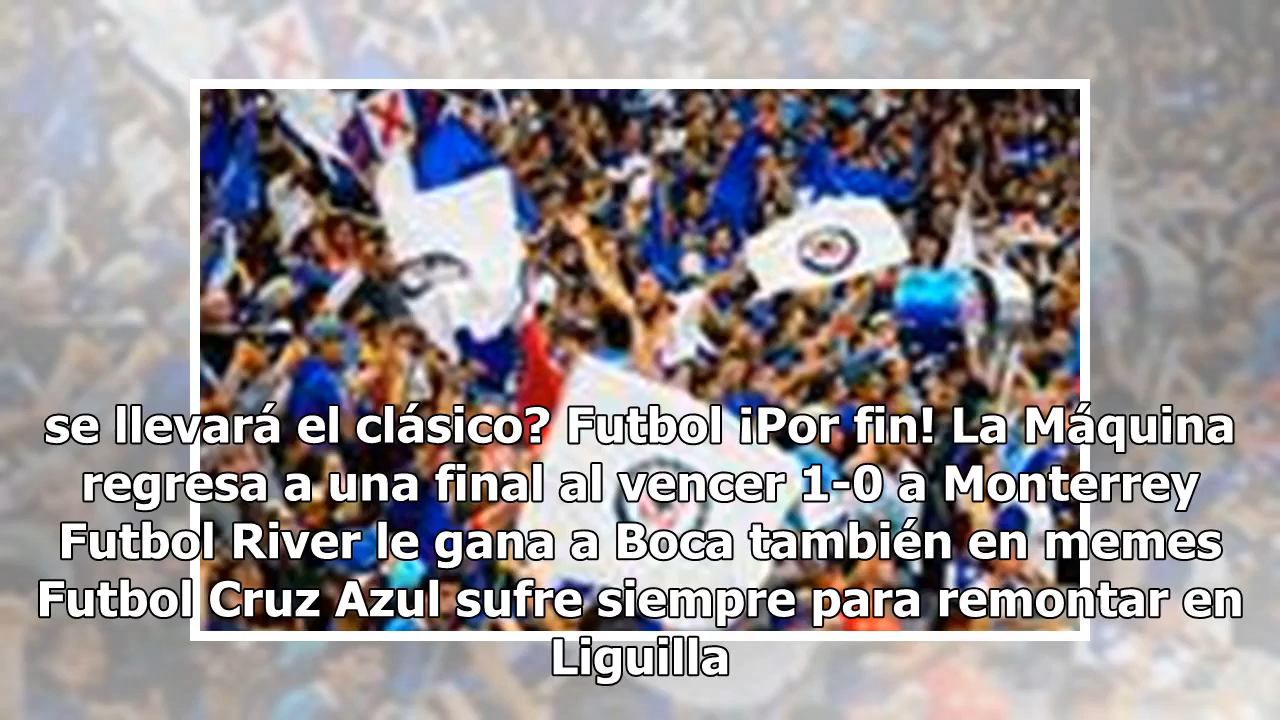 se llevará el clásico? Futbol ¡Por fin! La Máquina
regresa a una final al vencer 1-0 a Monterrey
Futbol River le gana a Boca también en memes
Futbol Cruz Azul sufre siempre para remontar en
Liguilla